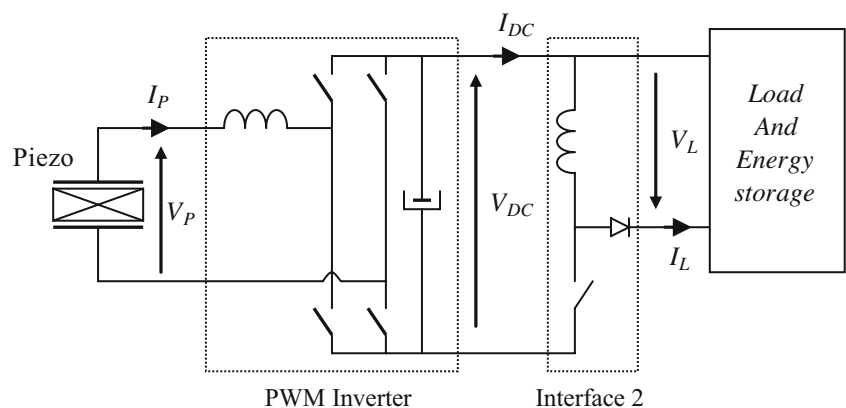 I_DC
I_P
Piezo
V_P
V_DC
V_L
Load
And
Energy
storage
I_L
PWM Inverter
Interface 2